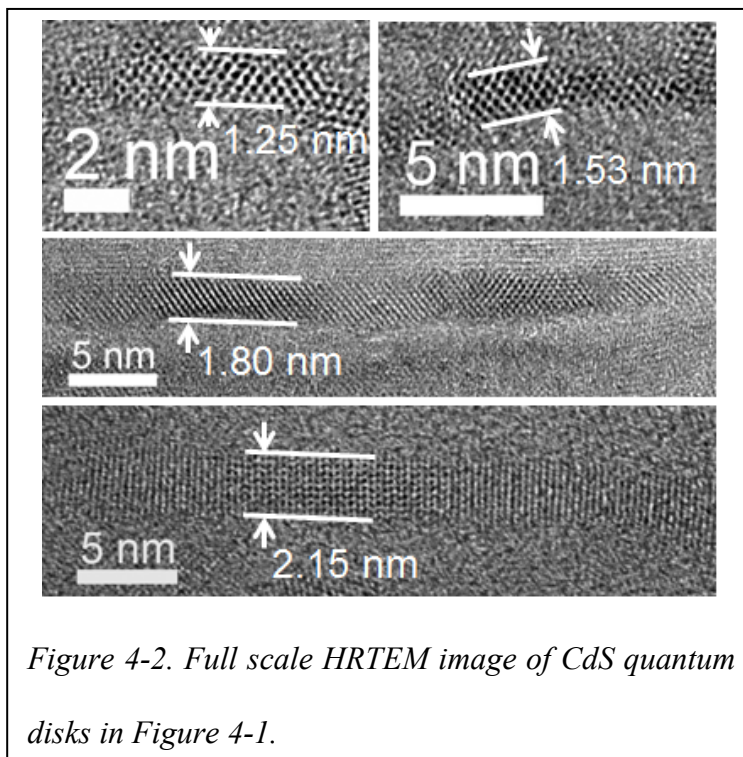 2 nm
1.25 nm
5 nm
1.53 nm
5 nm
1.80 nm
5 nm
2.15 nm
Figure 4-2. Full scale HRTEM image of CdS quantum
disks in Figure 4-1.